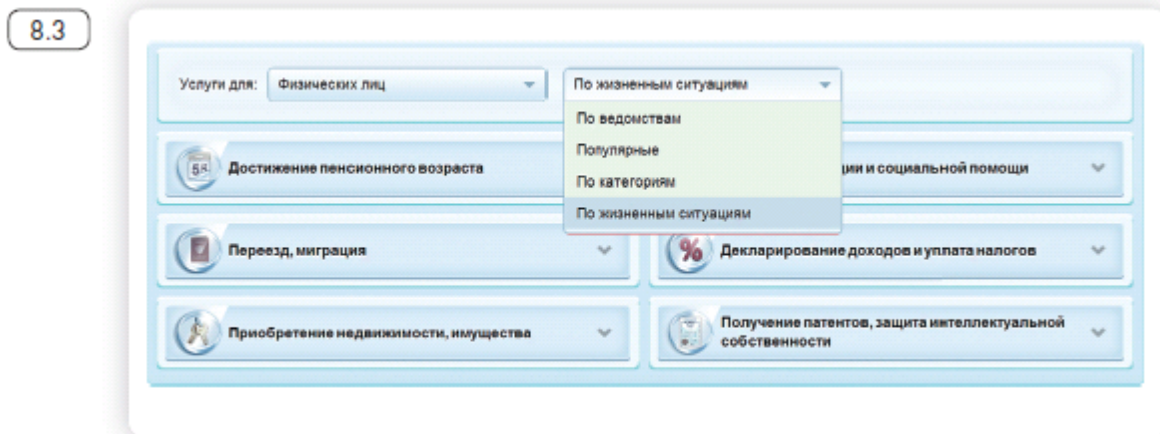 8.3
Услуги для: Физических лиц По жизненным ситуациям
По ведомствам
Популярные
По категориям
По жизненным ситуациям
Достижение пенсионного возраста
и социальной помощи
Переезд, миграция
Декларирование доходов и уплата налогов
Приобретение недвижимости, имущества
Получение патентов, защита интеллектуальной
собственности